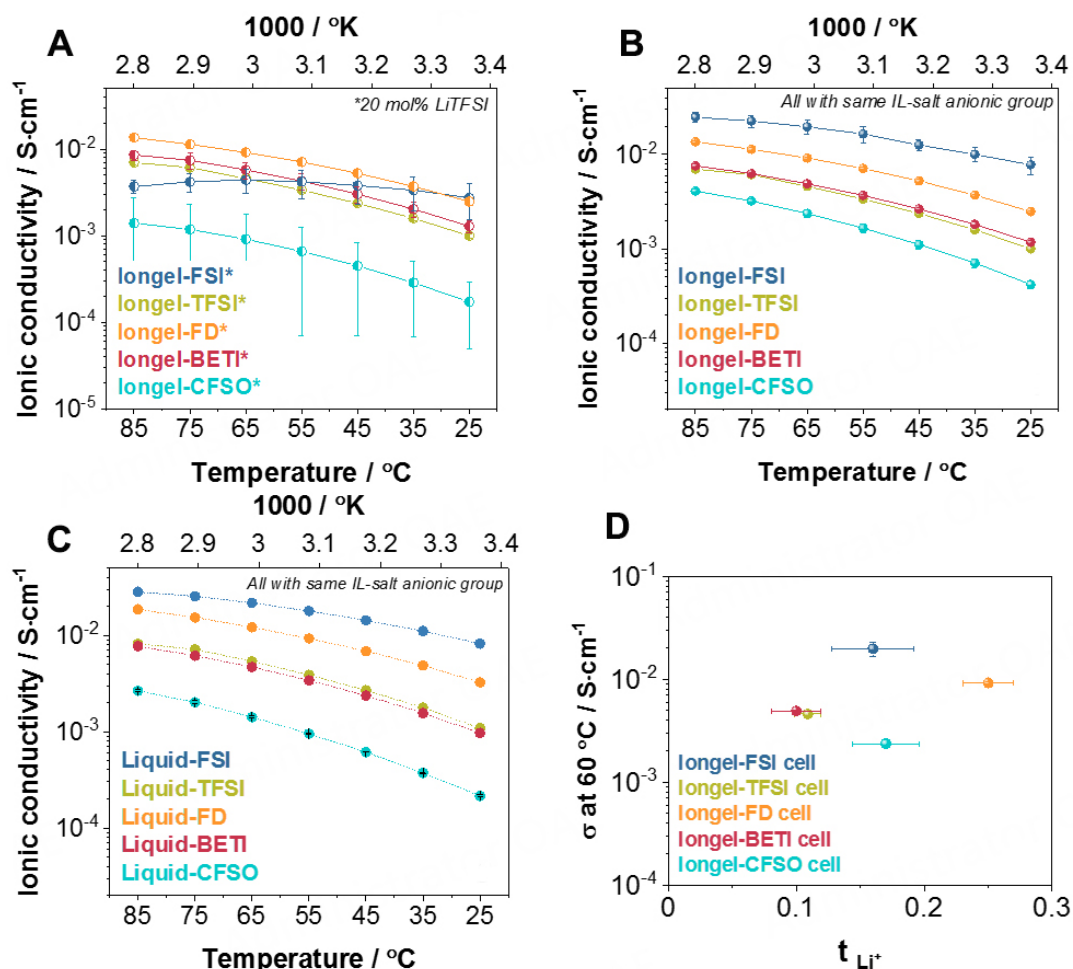 A
1000 / °K
2.8 2.9 3 3.1 3.2 3.3 3.4
*20 mol% LiTFSI
Ionic conductivity / S·cm⁻¹
10⁻²
10⁻³
10⁻⁴
10⁻⁵
Iongel-FSI*
Iongel-TFSI*
Iongel-FD*
Iongel-BETI*
Iongel-CFSO*
85 75 65 55 45 35 25
Temperature / °C
B
1000 / °K
2.8 2.9 3 3.1 3.2 3.3 3.4
All with same IL-salt anionic group
Ionic conductivity / S·cm⁻¹
10⁻²
10⁻³
10⁻⁴
Iongel-FSI
Iongel-TFSI
Iongel-FD
Iongel-BETI
Iongel-CFSO
85 75 65 55 45 35 25
Temperature / °C
C
1000 / °K
2.8 2.9 3 3.1 3.2 3.3 3.4
All with same IL-salt anionic group
Ionic conductivity / S·cm⁻¹
10⁻²
10⁻³
10⁻⁴
Liquid-FSI
Liquid-TFSI
Liquid-FD
Liquid-BETI
Liquid-CFSO
85 75 65 55 45 35 25
Temperature / °C
D
σ at 60 °C / S·cm⁻¹
10⁻¹
10⁻²
10⁻³
10⁻⁴
Iongel-FSI cell
Iongel-TFSI cell
Iongel-FD cell
Iongel-BETI cell
Iongel-CFSO cell
0 0.1 0.2 0.3
t Li⁺